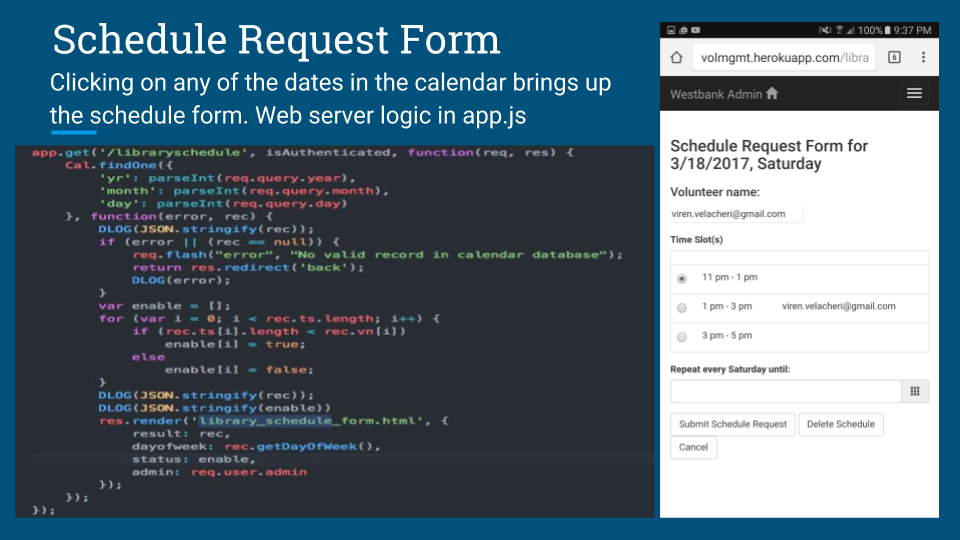 Schedule Request Form
Clicking on any of the dates in the calendar brings up
the schedule form. Web server logic in app.js
app.get('/libraryschedule', isAuthenticated, function(req, res) {
Cal.findOne({
'yr': parseInt(req.query.year),
'month': parseInt(req.query.month),
'day': parseInt(req.query.day)
}, function(error, rec) {
DLOG(JSON.stringify(rec));
if (error || (rec == null)) {
req.flash("error", "No valid record in calendar database");
return res.redirect('back');
DLOG(error);
}
var enable = [];
for (var i = 0; i < rec.ts.length; i++) {
if (rec.ts[i].length < rec.vn[i])
enable[i] = true;
else
enable[i] = false;
}
DLOG(JSON.stringify(rec));
DLOG(JSON.stringify(enable))
res.render('library_schedule_form.html', {
result: rec,
dayofweek: rec.getDayOfWeek(),
status: enable,
admin: req.user.admin
});
});
});
100% 9:37 PM
volmgmt.herokuapp.com/libra
6
Westbank Admin
Schedule Request Form for
3/18/2017, Saturday
Volunteer name:
viren.velacheri@gmail.com
Time Slot(s)
11 pm - 1 pm
1 pm - 3 pm viren.velacheri@gmail.com
3 pm - 5 pm
Repeat every Saturday until:
Submit Schedule Request Delete Schedule
Cancel